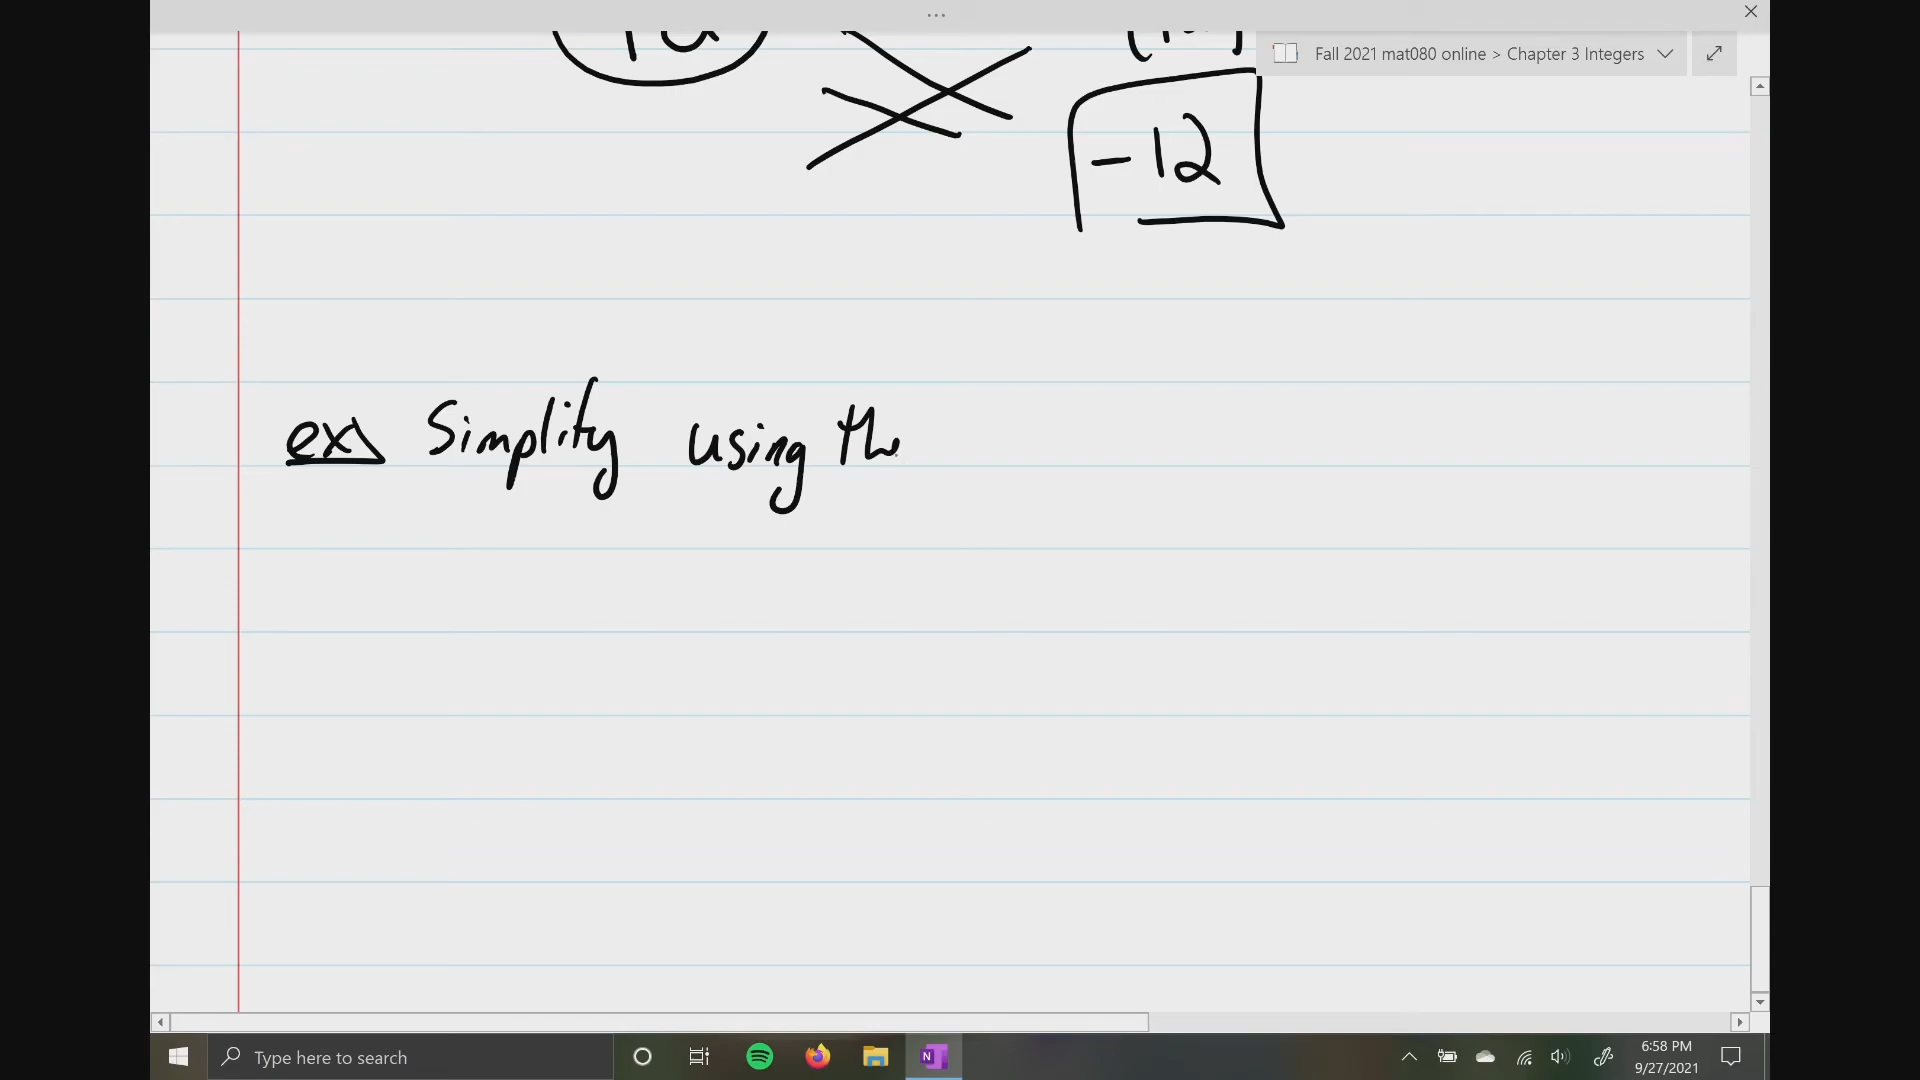 Fall 2021 mat080 online > Chapter 3 Integers
-12
ex Simplify using the
Type here to search
6:58 PM
9/27/2021